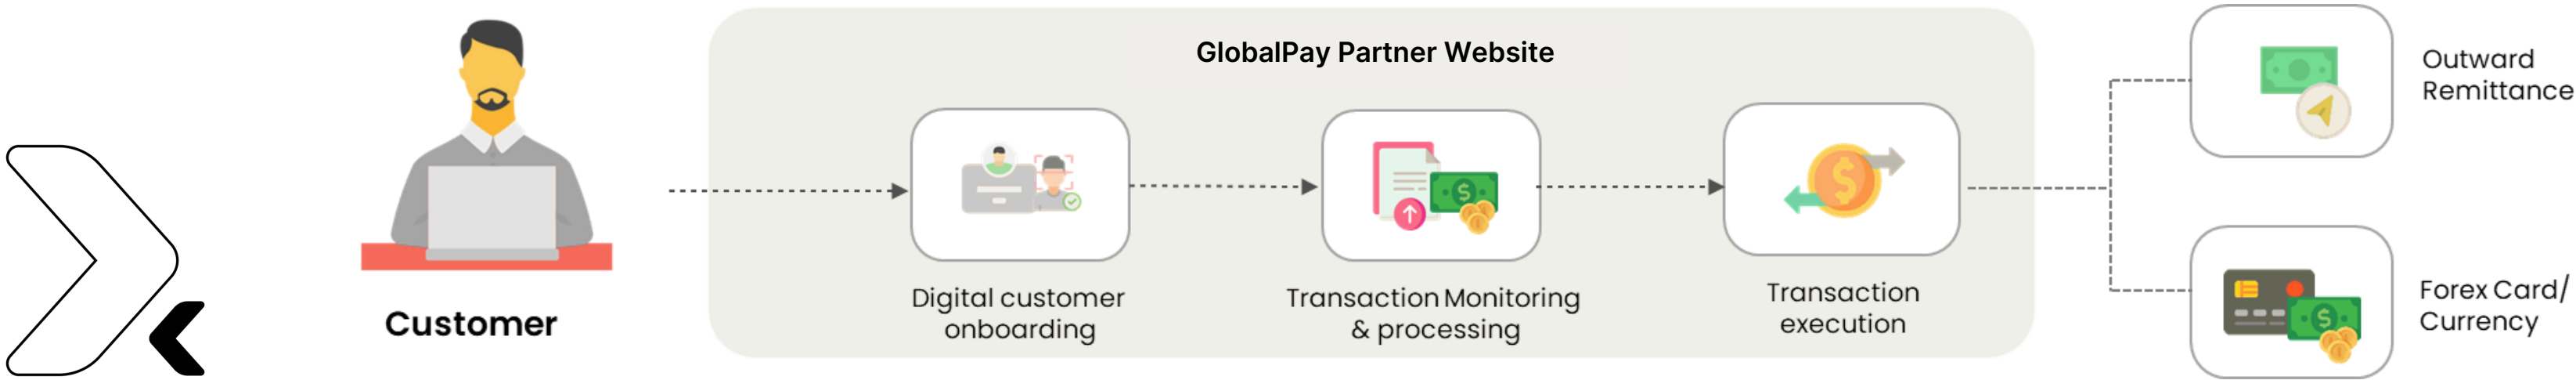 GlobalPay Partner Website
Customer
Digital customer
onboarding
Transaction Monitoring
& processing
Transaction
execution
Outward
Remittance
Forex Card/
Currency